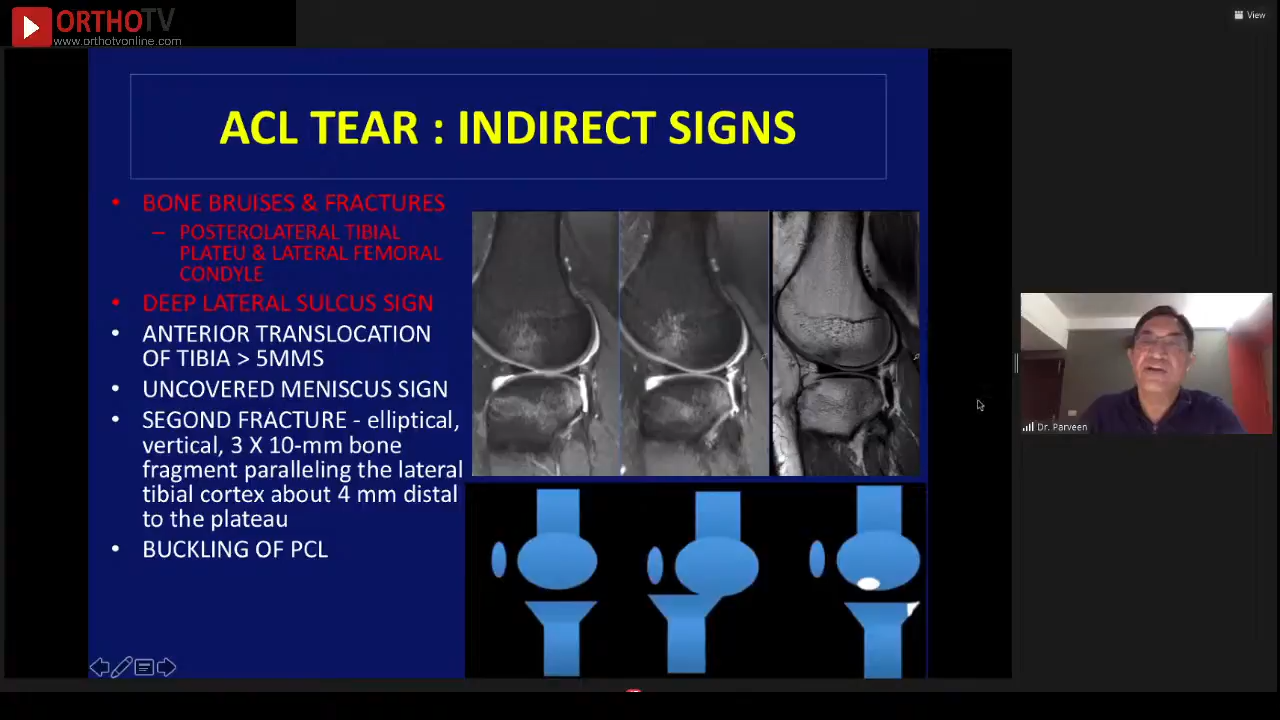 ORTHOTV
www.orthotvonline.com
View
ACL TEAR : INDIRECT SIGNS
• BONE BRUISES & FRACTURES
– POSTEROLATERAL TIBIAL
PLATEU & LATERAL FEMORAL
CONDYLE
• DEEP LATERAL SULCUS SIGN
• ANTERIOR TRANSLOCATION
OF TIBIA > 5MMS
• UNCOVERED MENISCUS SIGN
• SEGOND FRACTURE - elliptical,
vertical, 3 X 10-mm bone
fragment paralleling the lateral
tibial cortex about 4 mm distal
to the plateau
• BUCKLING OF PCL
Dr. Parveen